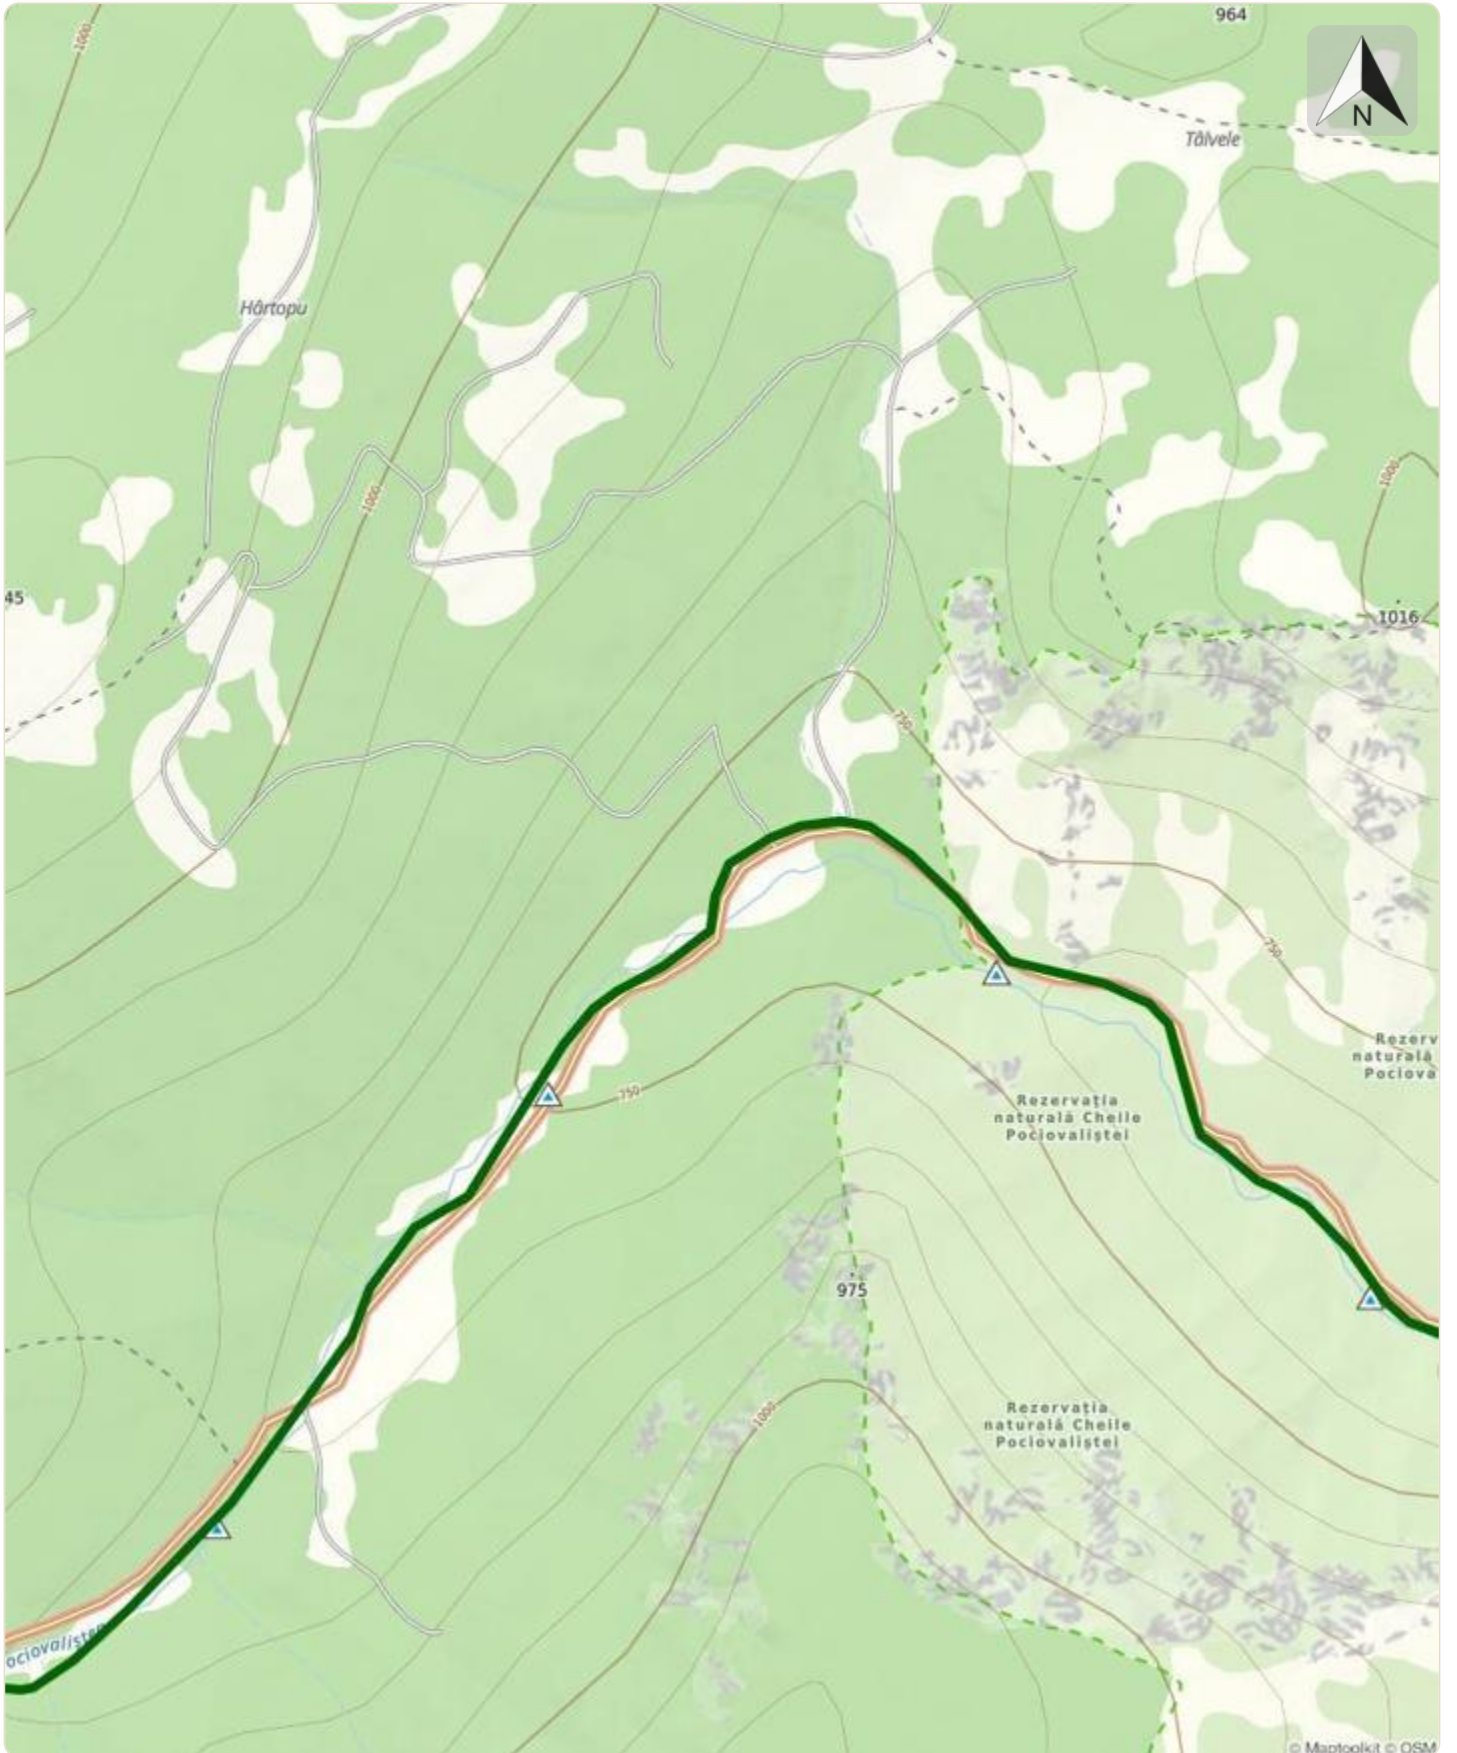 964
1000
N
Tâlvele
Hârtopu
1000
1000
45
1016
750
750
Rezerv
naturală
Pociova
750
Rezervația
naturală Cheile
Pociovaliștei
975
1000
Rezervația
naturală Cheile
Pociovaliștei
ociovaliștea
© Maptoolkit © OSM